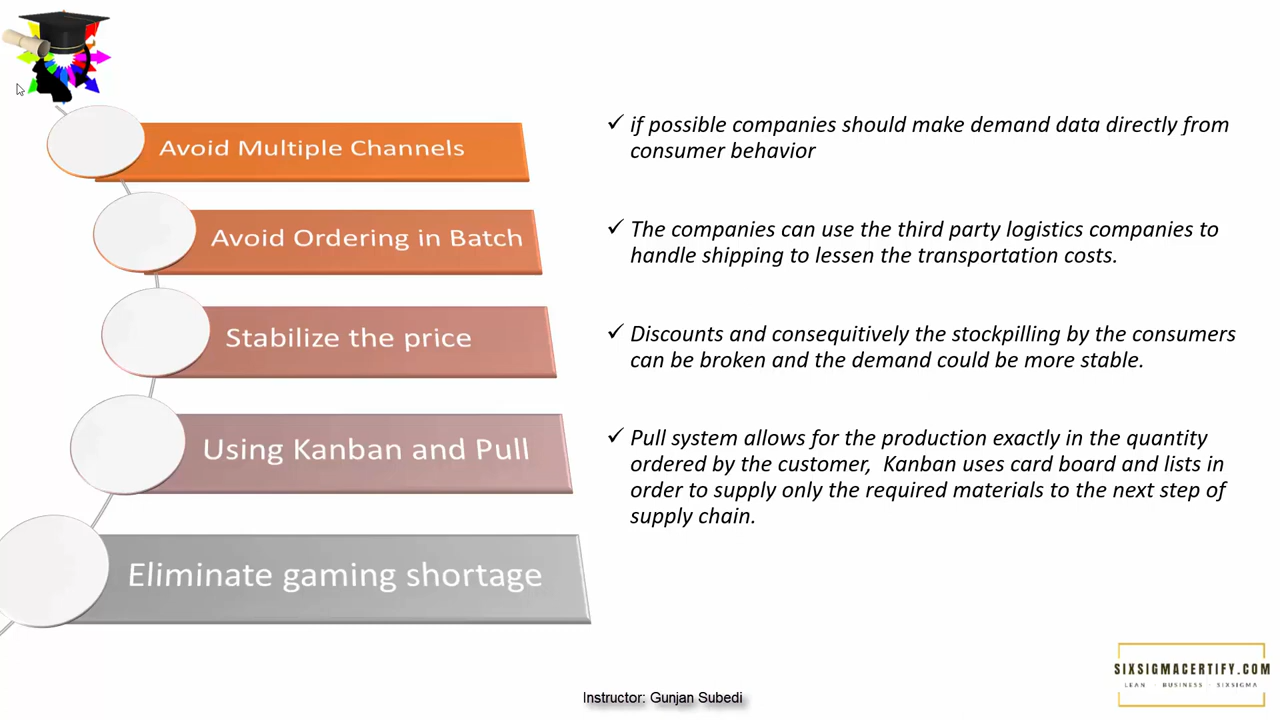 Avoid Multiple Channels
✓ if possible companies should make demand data directly from
consumer behavior
Avoid Ordering in Batch
✓ The companies can use the third party logistics companies to
handle shipping to lessen the transportation costs.
Stabilize the price
✓ Discounts and consequitively the stockpilling by the consumers
can be broken and the demand could be more stable.
Using Kanban and Pull
✓ Pull system allows for the production exactly in the quantity
ordered by the customer, Kanban uses card board and lists in
order to supply only the required materials to the next step of
supply chain.
Eliminate gaming shortage
SIXSIGMACERTIFY.COM
LEAN · BUSINESS · SIXSIGMA
Instructor: Gunjan Subedi